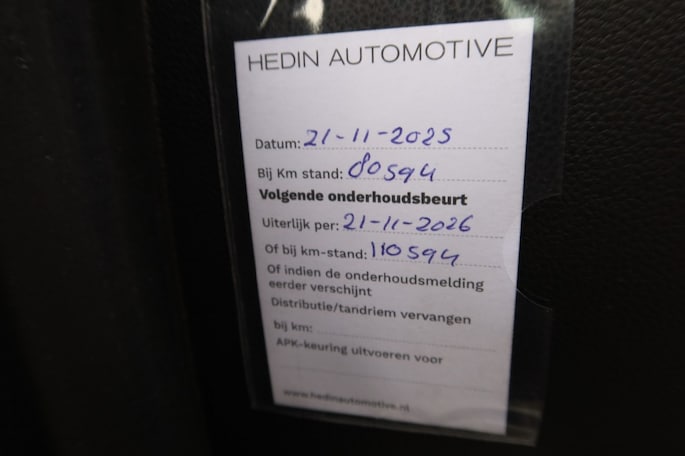 HEDIN AUTOMOTIVE
Datum: 21-11-2025
Bij Km stand: 80594
Volgende onderhoudsbeurt
Uiterlijk per: 21-11-2026
Of bij km-stand: 110594
Of indien de onderhoudsmelding
eerder verschijnt
Distributie/tandriem vervangen
bij km:
APK-keuring uitvoeren voor
www.hedinautomotive.nl